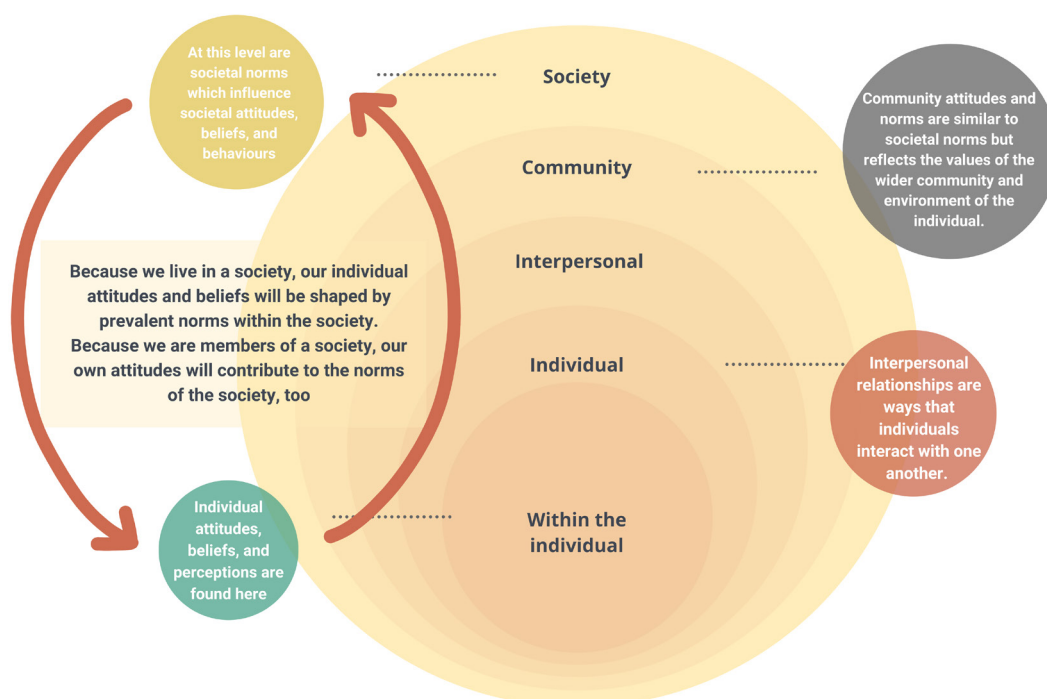 At this level are
societal norms
which influence
societal attitudes,
beliefs, and
behaviours
Society
Community
Interpersonal
Individual
Within the
individual
Community attitudes and
norms are similar to
societal norms but
reflects the values of the
wider community and
environment of the
individual.
Because we live in a society, our individual
attitudes and beliefs will be shaped by
prevalent norms within the society.
Because we are members of a society, our
own attitudes will contribute to the norms
of the society, too
Interpersonal
relationships are
ways that
individuals
interact with one
another.
Individual
attitudes,
beliefs, and
perceptions are
found here